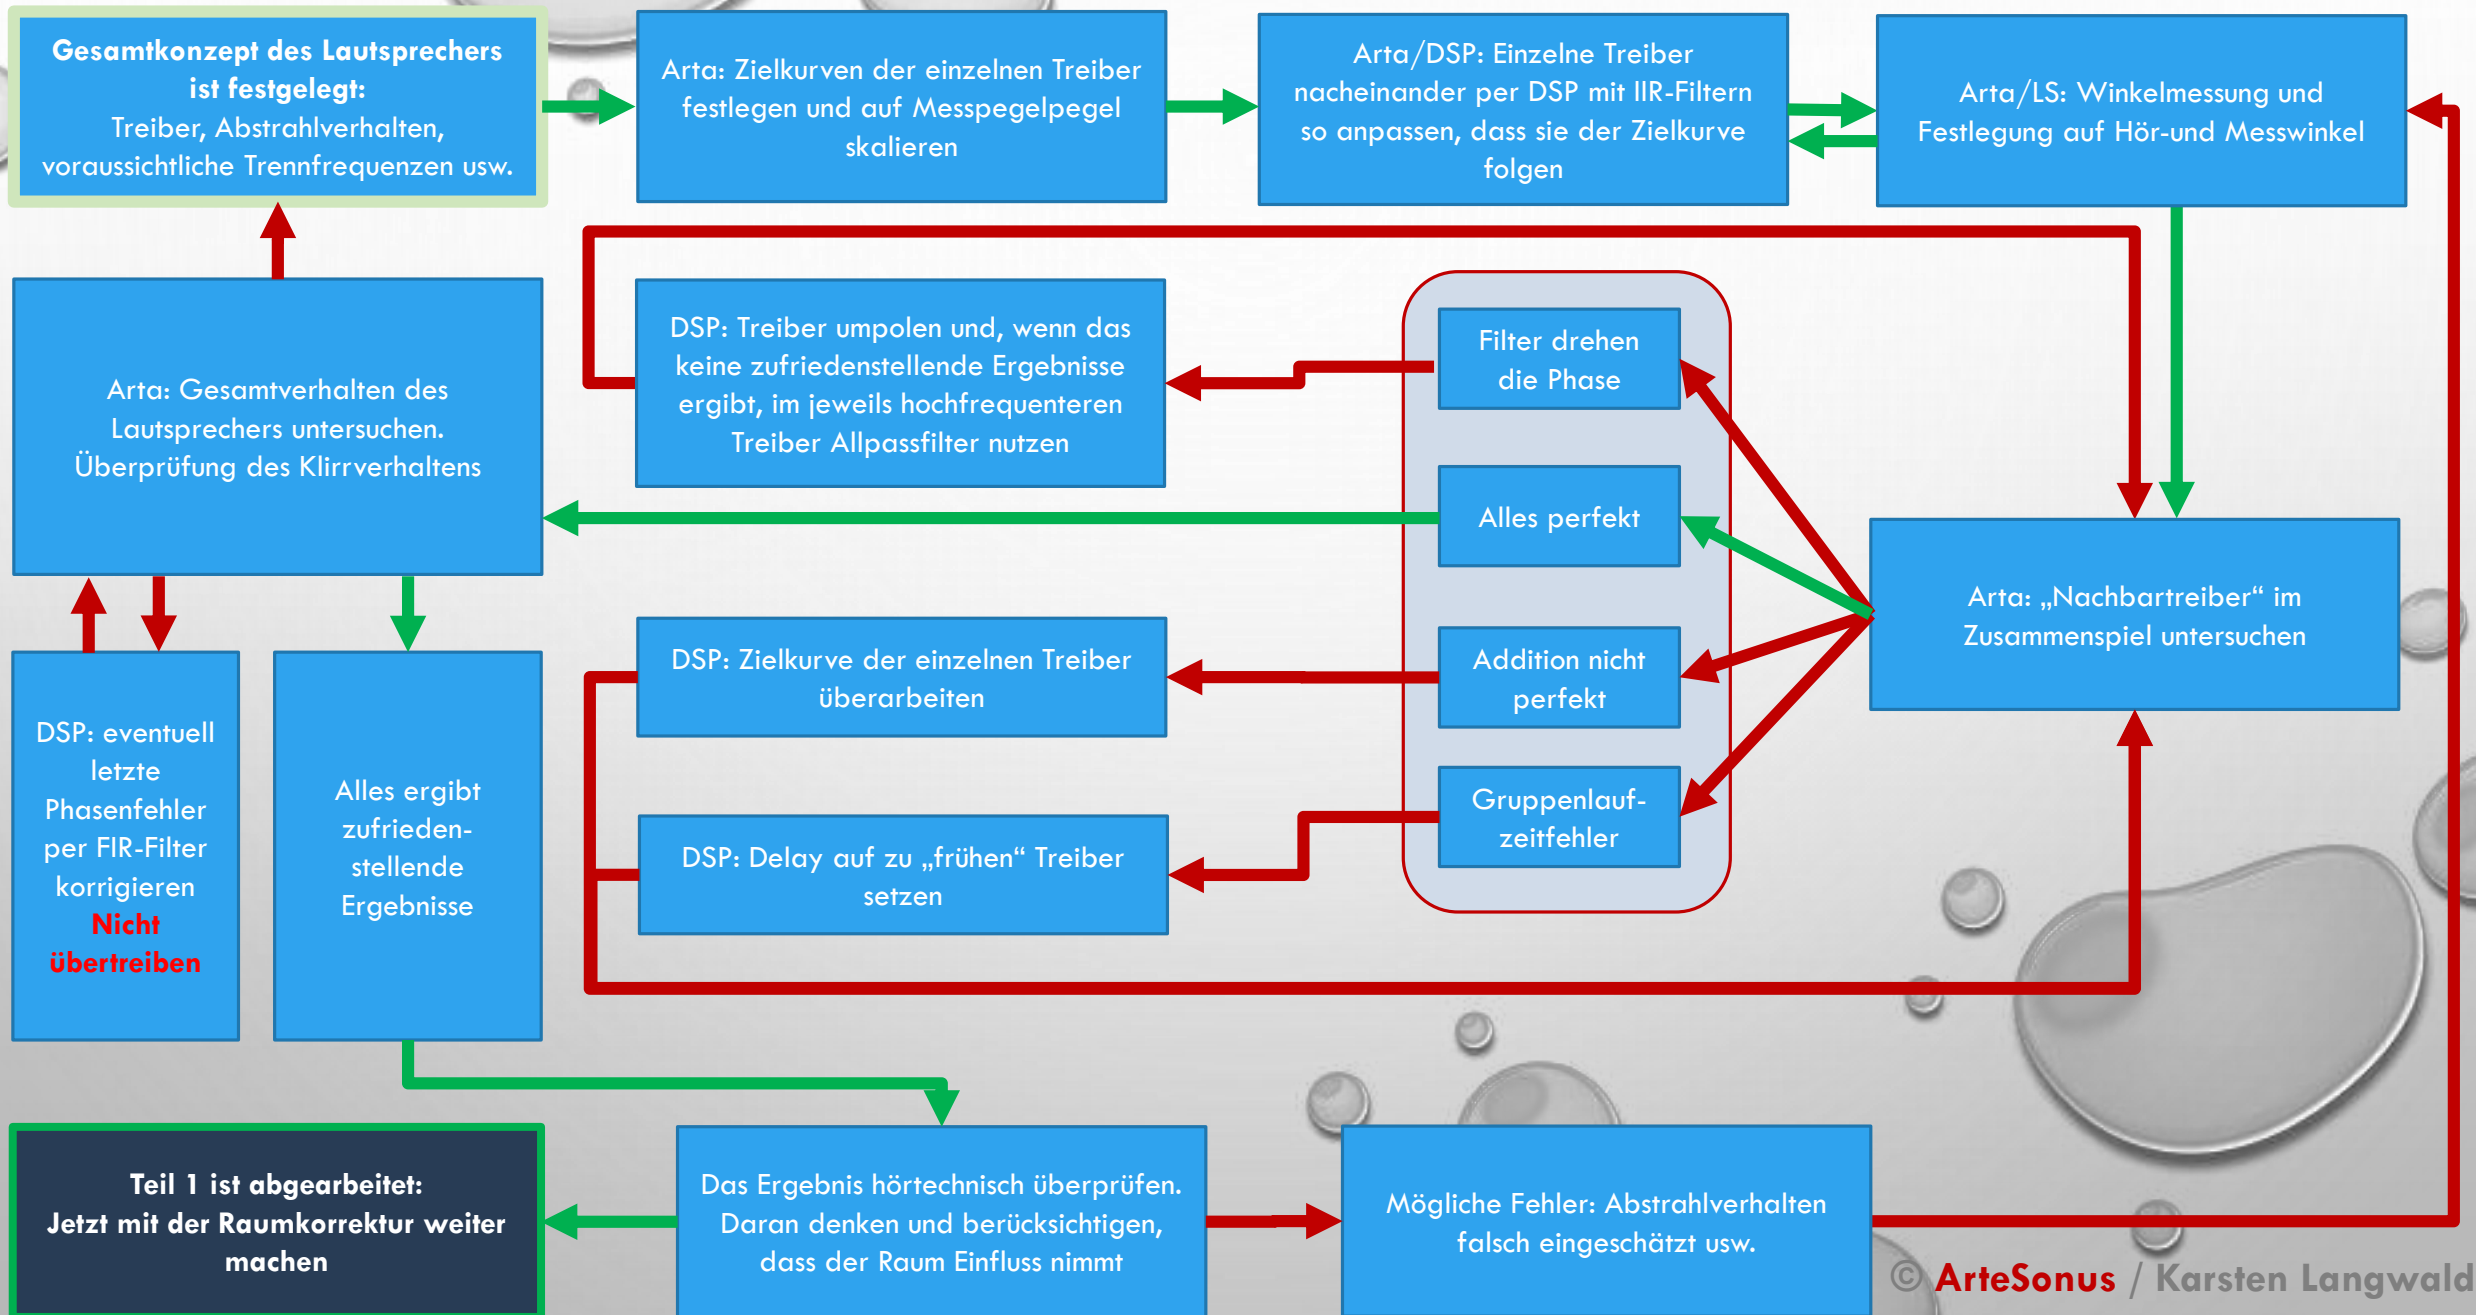 Gesamtkonzept des Lautsprechers
ist festgelegt:
Treiber, Abstrahlverhalten,
voraussichtliche Trennfrequenzen usw.
Arta: Zielkurven der einzelnen Treiber
festlegen und auf Messpegelpegel
skalieren
Arta/DSP: Einzelne Treiber
nacheinander per DSP mit IIR-Filtern
so anpassen, dass sie der Zielkurve
folgen
Arta/LS: Winkelmessung und
Festlegung auf Hör-und Messwinkel
Arta: Gesamtverhalten des
Lautsprechers untersuchen.
Überprüfung des Klirrverhaltens
DSP: Treiber umpolen und, wenn das
keine zufriedenstellende Ergebnisse
ergibt, im jeweils hochfrequenteren
Treiber Allpassfilter nutzen
Filter drehen
die Phase
Alles perfekt
Addition nicht
perfekt
Gruppenlauf-
zeitfehler
Arta: „Nachbartreiber“ im
Zusammenspiel untersuchen
DSP: Zielkurve der einzelnen Treiber
überarbeiten
DSP: Delay auf zu „frühen“ Treiber
setzen
DSP: eventuell
letzte
Phasenfehler
per FIR-Filter
korrigieren
Nicht
übertreiben
Alles ergibt
zufrieden-
stellende
Ergebnisse
Teil 1 ist abgearbeitet:
Jetzt mit der Raumkorrektur weiter
machen
Das Ergebnis hörtechnisch überprüfen.
Daran denken und berücksichtigen,
dass der Raum Einfluss nimmt
Mögliche Fehler: Abstrahlverhalten
falsch eingeschätzt usw.
© ArteSonus / Karsten Langwald